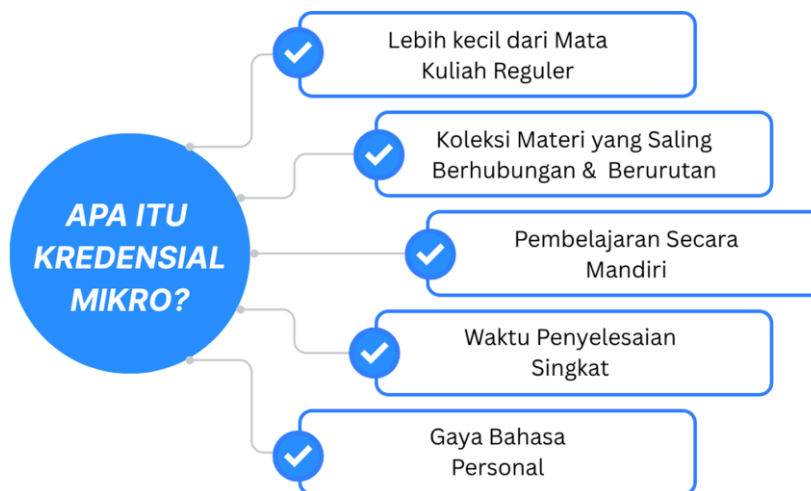 APA ITU
KREDENSIAL
MIKRO?
Lebih kecil dari Mata
Kuliah Reguler
Koleksi Materi yang Saling
Berhubungan & Berurutan
Pembelajaran Secara
Mandiri
Waktu Penyelesaian
Singkat
Gaya Bahasa
Personal